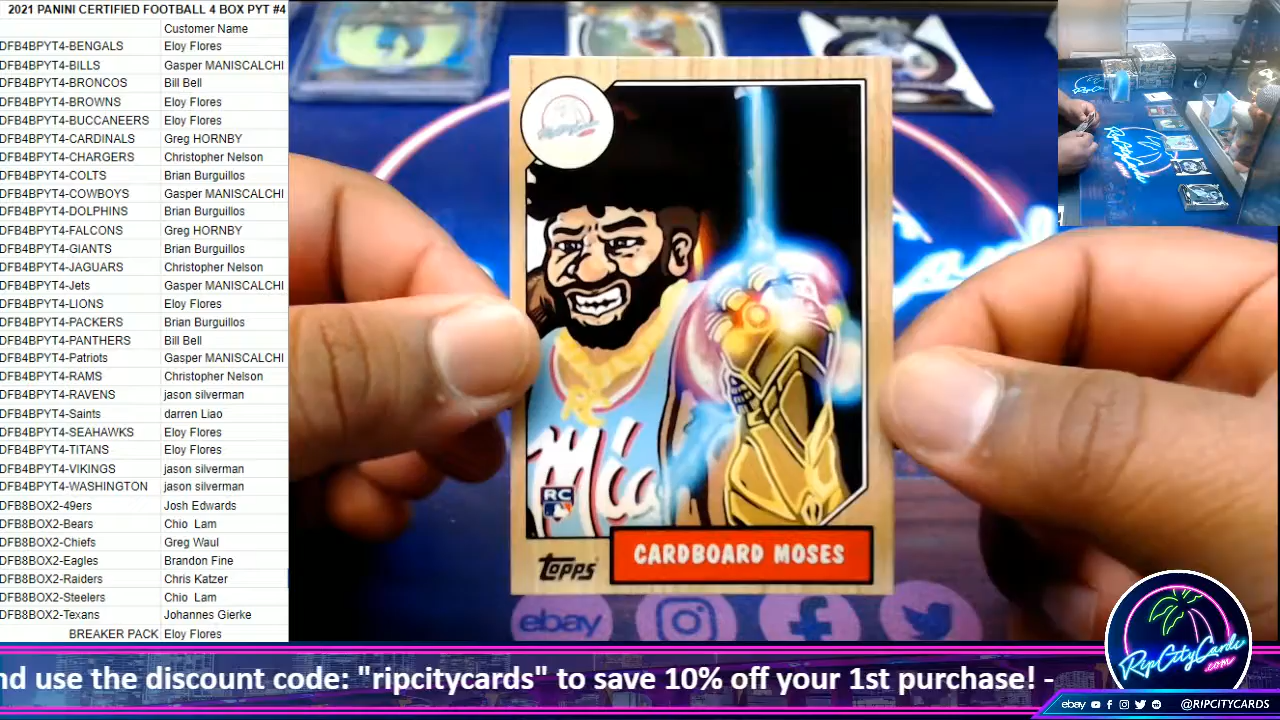 2021 PANINI CERTIFIED FOOTBALL 4 BOX PYT #4
Customer Name
DFB4BPYT4-BENGALS Eloy Flores
DFB4BPYT4-BILLS Gasper MANISCALCHI
DFB4BPYT4-BRONCOS Bill Bell
DFB4BPYT4-BROWNS Eloy Flores
DFB4BPYT4-BUCCANEERS Eloy Flores
DFB4BPYT4-CARDINALS Greg HORNBY
DFB4BPYT4-CHARGERS Christopher Nelson
DFB4BPYT4-COLTS Brian Burguillos
DFB4BPYT4-COWBOYS Gasper MANISCALCHI
DFB4BPYT4-DOLPHINS Brian Burguillos
DFB4BPYT4-FALCONS Greg HORNBY
DFB4BPYT4-GIANTS Brian Burguillos
DFB4BPYT4-JAGUARS Christopher Nelson
DFB4BPYT4-Jets Gasper MANISCALCHI
DFB4BPYT4-LIONS Eloy Flores
DFB4BPYT4-PACKERS Brian Burguillos
DFB4BPYT4-PANTHERS Bill Bell
DFB4BPYT4-Patriots Gasper MANISCALCHI
DFB4BPYT4-RAMS Christopher Nelson
DFB4BPYT4-RAVENS jason silverman
DFB4BPYT4-Saints darren Liao
DFB4BPYT4-SEAHAWKS Eloy Flores
DFB4BPYT4-TITANS Eloy Flores
DFB4BPYT4-VIKINGS jason silverman
DFB4BPYT4-WASHINGTON jason silverman
DFB8BOX2-49ers Josh Edwards
DFB8BOX2-Bears Chio Lam
DFB8BOX2-Chiefs Greg Waul
DFB8BOX2-Eagles Brandon Fine
DFB8BOX2-Raiders Chris Katzer
DFB8BOX2-Steelers Chio Lam
DFB8BOX2-Texans Johannes Gierke
BREAKER PACK Eloy Flores
RipCityCards
Mia
RC
Topps
CARDBOARD MOSES
ebay
nd use the discount code: "ripcitycards" to save 10% off your 1st purchase! -
RipCityCards
.com
ebay @RIPCITYCARDS